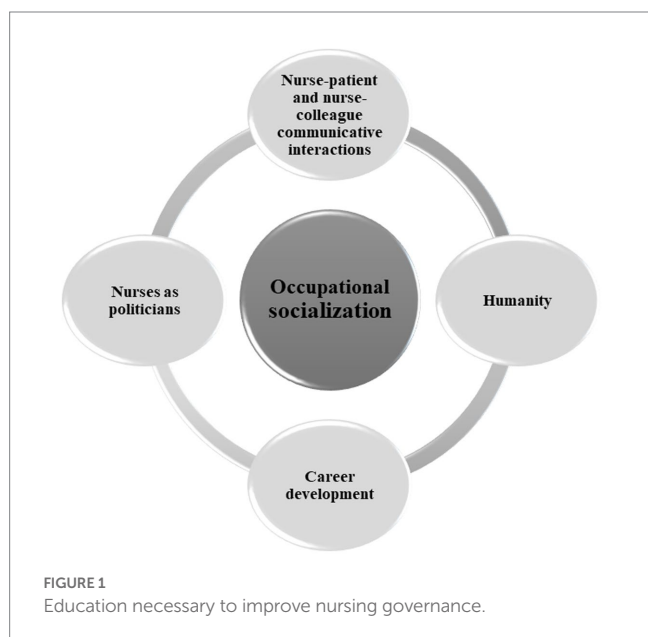 Nurse-patient
and nurse-
colleague
communicative
interactions
Nurses as
politicians
Occupational
socialization
Humanity
Career
development
FIGURE 1
Education necessary to improve nursing governance.